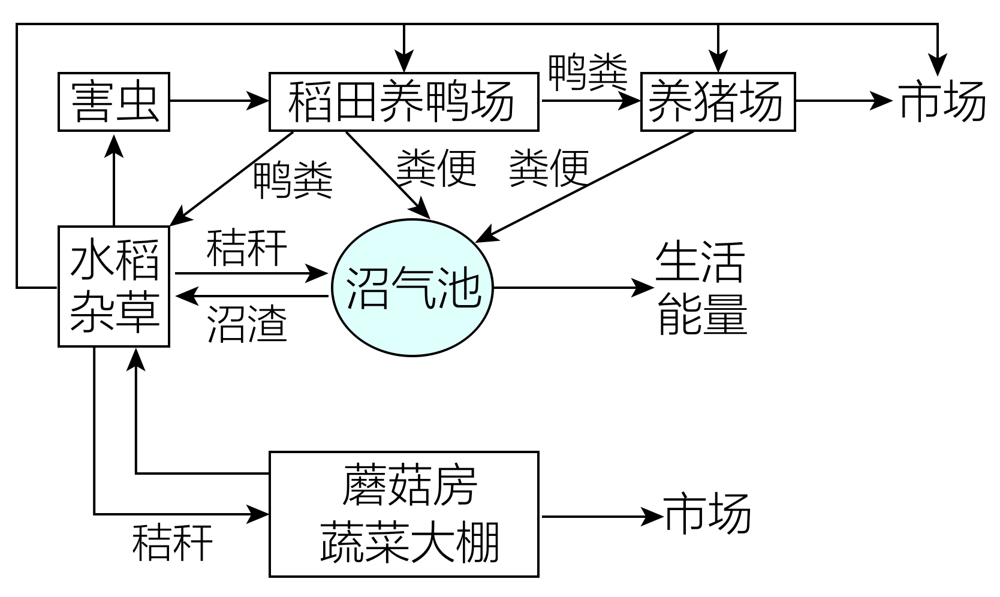 鸭粪
害虫
稻田养鸭场
养猪场
市场
粪便
粪便
鸭粪
秸秆
水稻
杂草
沼气池
生活
能量
沼渣
蘑菇房
蔬菜大棚
市场
秸秆